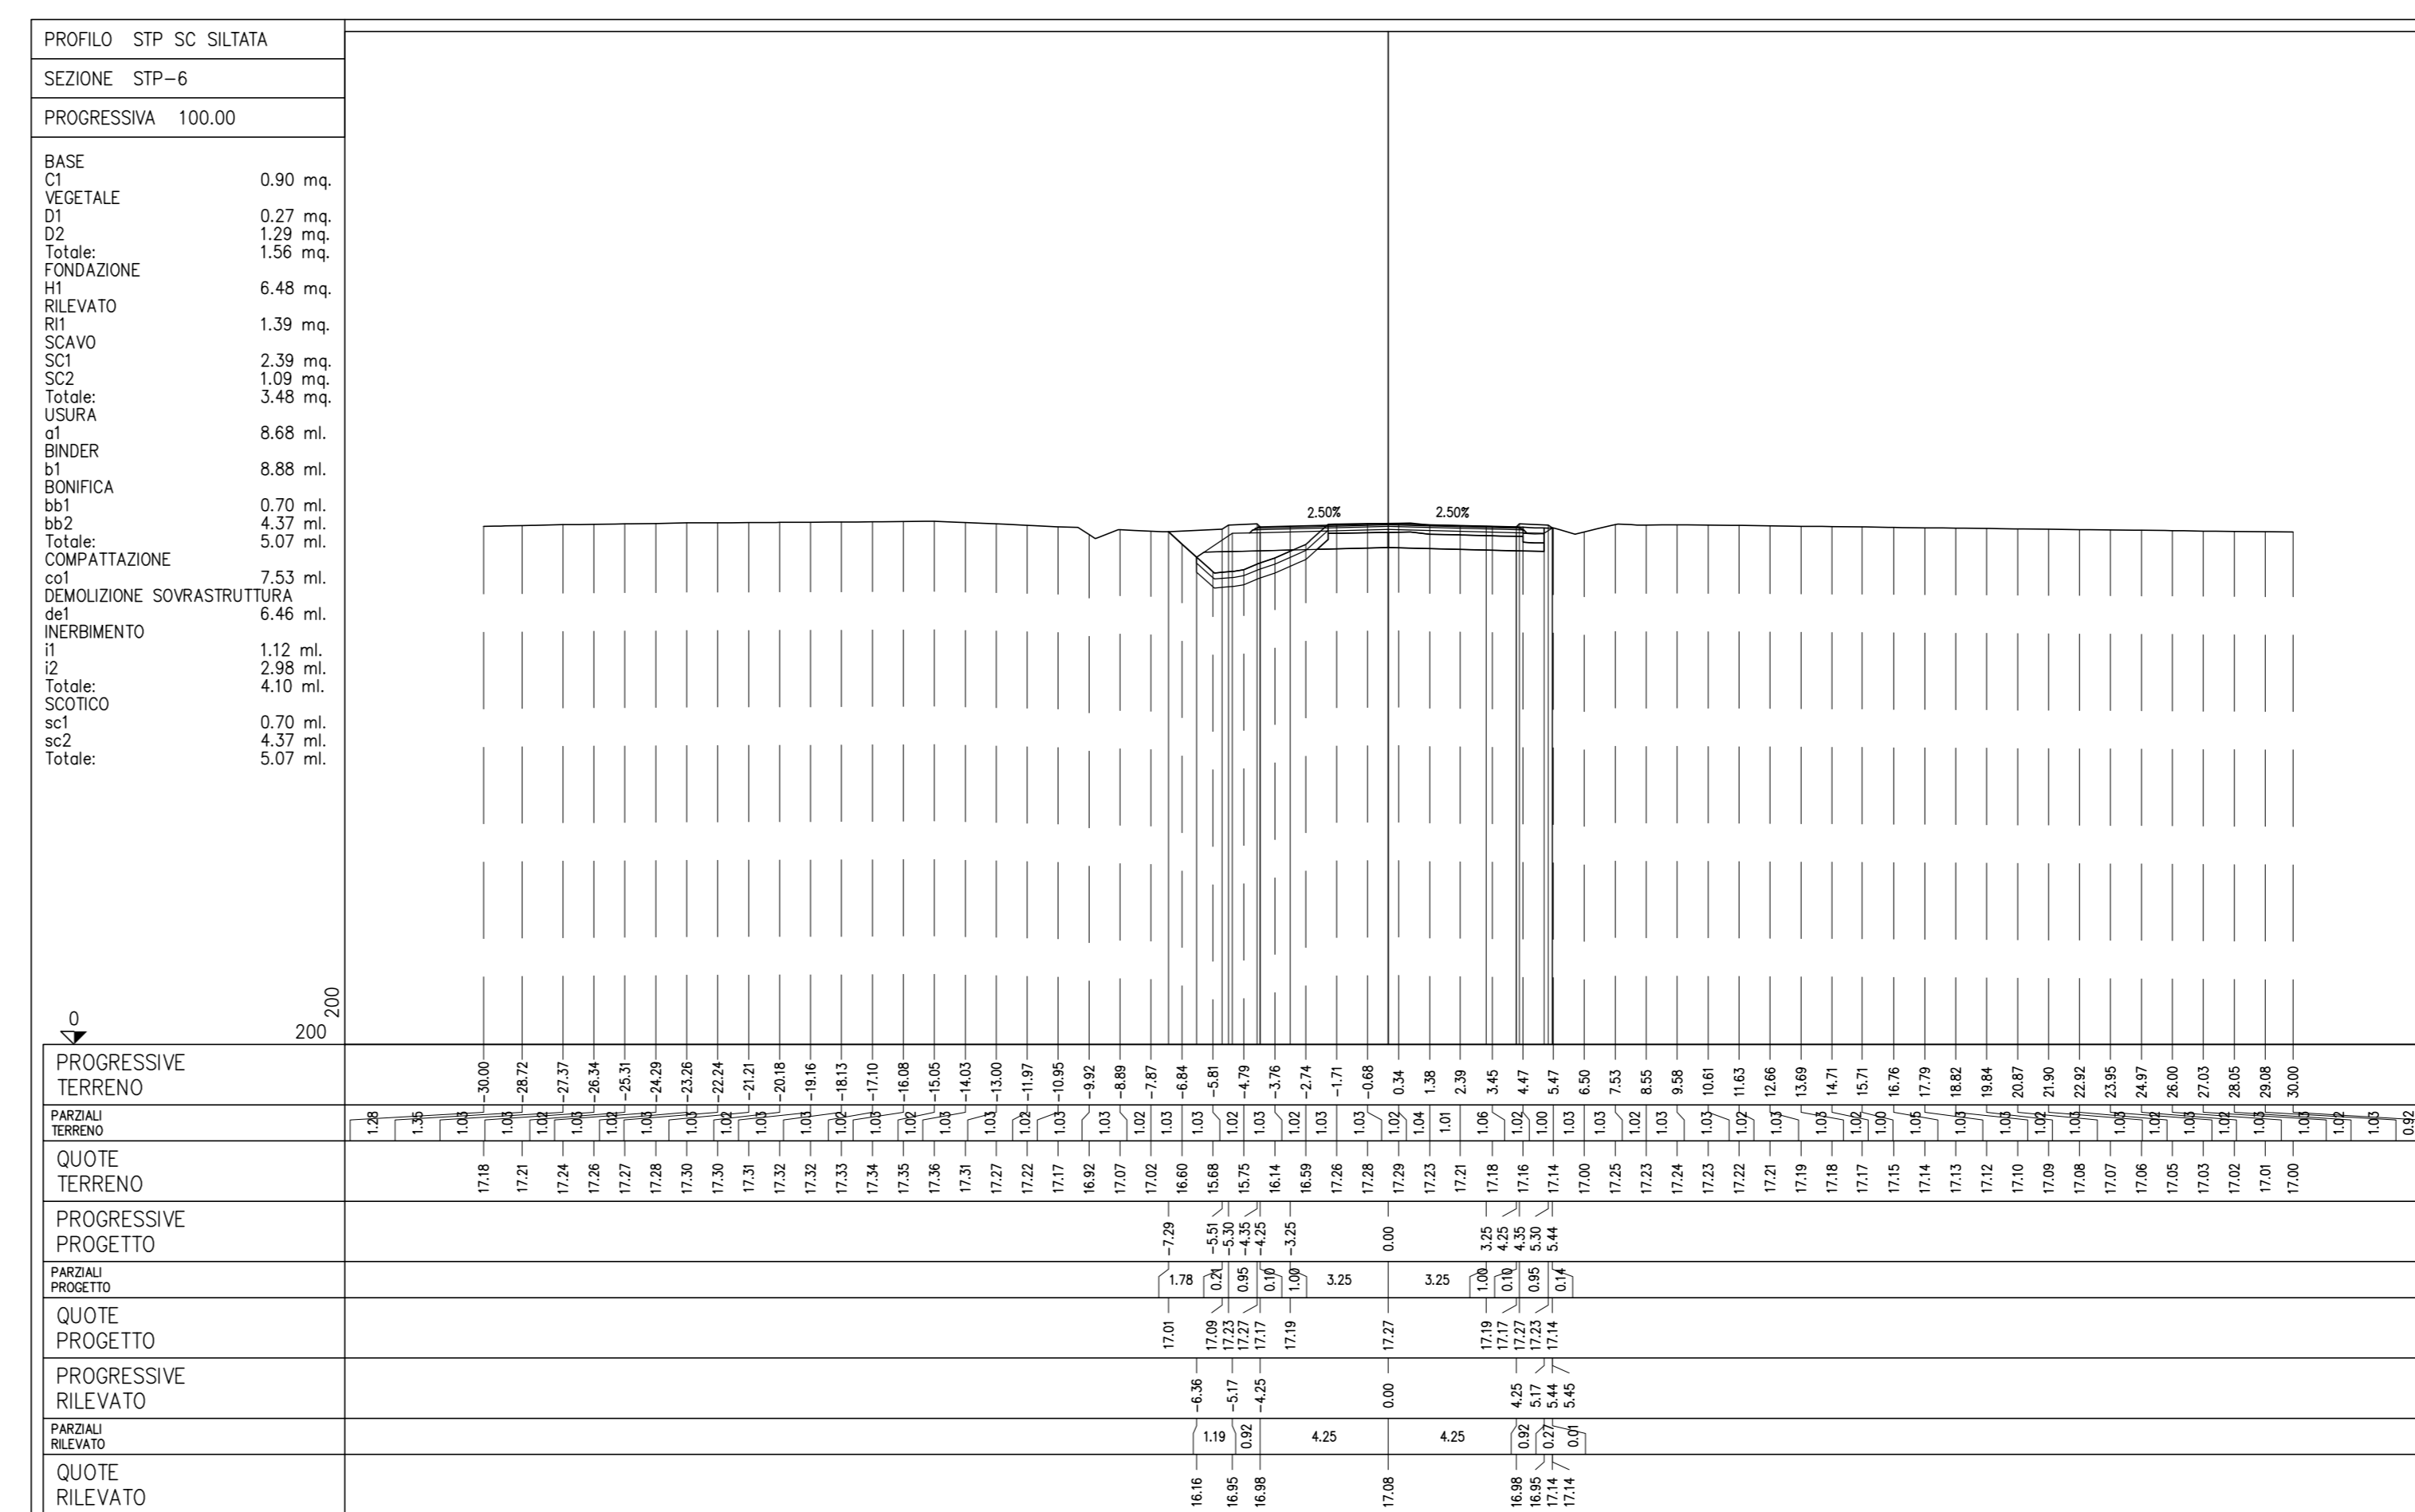 PROFILO STP SC SILTATA
SEZIONE STP-6
PROGRESSIVA 100.00
BASE
C1 0.90 mq.
VEGETALE
D1 0.27 mq.
D2 1.29 mq.
Totale: 1.56 mq.
FONDAZIONE
H1 6.48 mq.
RILEVATO
RI1 1.39 mq.
SCAVO
SC1 2.39 mq.
SC2 1.09 mq.
Totale: 3.48 mq.
USURA
a1 8.68 ml.
BINDER
b1 8.88 ml.
BONIFICA
bb1 0.70 ml.
bb2 4.37 ml.
Totale: 5.07 ml.
COMPATTAZIONE
co1 7.53 ml.
DEMOLIZIONE SOVRASTRUTTURA
de1 6.46 ml.
INERBIMENTO
i1 1.12 ml.
i2 2.98 ml.
Totale: 4.10 ml.
SCOTICO
sc1 0.70 ml.
sc2 4.37 ml.
Totale: 5.07 ml.
2.50% 2.50%
0 200 200
PROGRESSIVE
TERRENO
-30.00 -28.72 -27.37 -26.34 -25.31 -24.29 -23.26 -22.24 -21.21 -20.18 -19.16 -18.13 -17.10 -16.08 -15.05 -14.03 -13.00 -11.97 -10.95 -9.92 -8.89 -7.87 -6.84 -5.81 -4.79 -3.76 -2.74 -1.71 -0.68 0.34 1.38 2.39 3.45 4.47 5.47 6.50 7.53 8.55 9.58 10.61 11.63 12.66 13.69 14.71 15.71 16.76 17.79 18.82 19.84 20.87 21.90 22.92 23.95 24.97 26.00 27.03 28.05 29.08 30.00
PARZIALI
TERRENO
1.28 1.35 1.03 1.03 1.02 1.03 1.02 1.03 1.03 1.02 1.03 1.03 1.02 1.03 1.02 1.03 1.03 1.02 1.03 1.03 1.02 1.03 1.03 1.02 1.03 1.02 1.03 1.03 1.02 1.04 1.01 1.06 1.02 1.00 1.03 1.03 1.02 1.03 1.03 1.02 1.03 1.03 1.02 1.00 1.05 1.03 1.03 1.02 1.03 1.03 1.02 1.03 1.02 1.03 1.03 1.02 1.03 0.92
QUOTE
TERRENO
17.18 17.21 17.24 17.26 17.27 17.28 17.30 17.30 17.31 17.32 17.32 17.33 17.34 17.35 17.36 17.31 17.27 17.22 17.17 16.92 17.07 17.02 16.60 15.68 15.75 16.14 16.59 17.26 17.28 17.29 17.23 17.21 17.18 17.16 17.14 17.00 17.25 17.23 17.24 17.23 17.22 17.21 17.19 17.18 17.17 17.15 17.14 17.13 17.12 17.10 17.09 17.08 17.07 17.06 17.05 17.03 17.02 17.01 17.00
PROGRESSIVE
PROGETTO
-7.29 -5.51 -5.30 -4.35 -4.25 -3.25 0.00 3.25 4.25 4.35 5.30 5.44
PARZIALI
PROGETTO
1.78 0.21 0.95 0.10 1.00 3.25 3.25 1.00 0.10 0.95 0.14
QUOTE
PROGETTO
17.01 17.09 17.23 17.27 17.17 17.19 17.27 17.19 17.17 17.27 17.23 17.14
PROGRESSIVE
RILEVATO
-6.36 -5.17 -4.25 0.00 4.25 5.17 5.44 5.45
PARZIALI
RILEVATO
1.19 0.92 4.25 4.25 0.92 0.27 0.01
QUOTE
RILEVATO
16.16 16.95 16.98 17.08 16.98 16.95 17.14 17.14